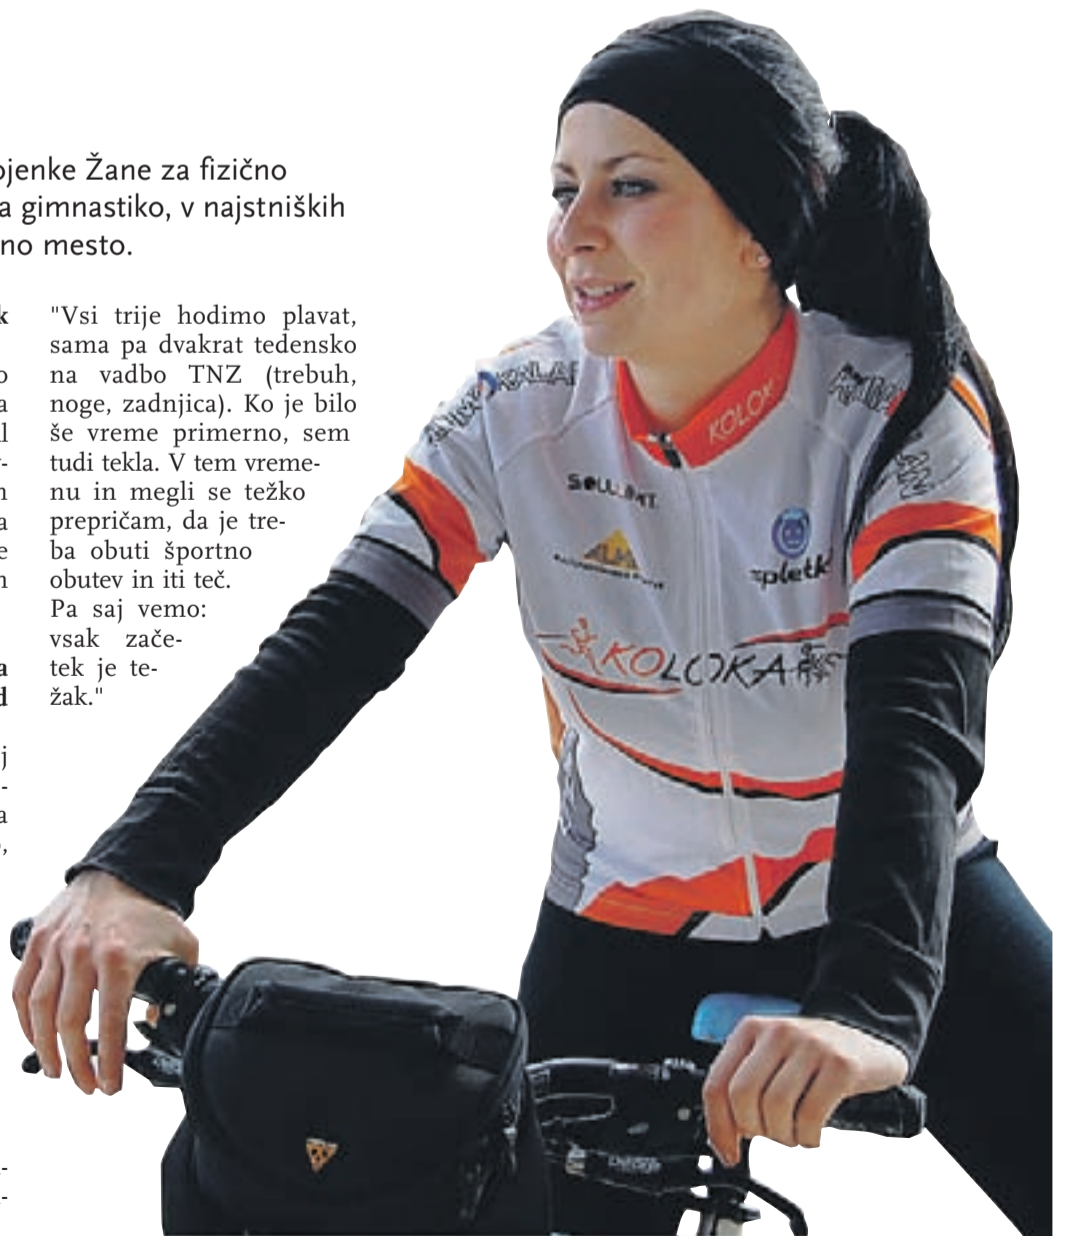 ojenke Žane za fizično
a gimnastiko, v najstniških
no mesto.
k
o
a
l
-
n
a
e
n
a
d
j
-
a
,
-
-
"Vsi trije hodimo plavat,
sama pa dvakrat tedensko
na vadbo TNZ (trebuh,
noge, zadnjica). Ko je bilo
še vreme primerno, sem
tudi tekla. V tem vreme-
nu in megli se težko
prepričam, da je tre-
ba obuti športno
obutev in iti teč.
Pa saj vemo:
vsak zače-
tek je te-
žak."
KOLOK
spletk
KOLOKA